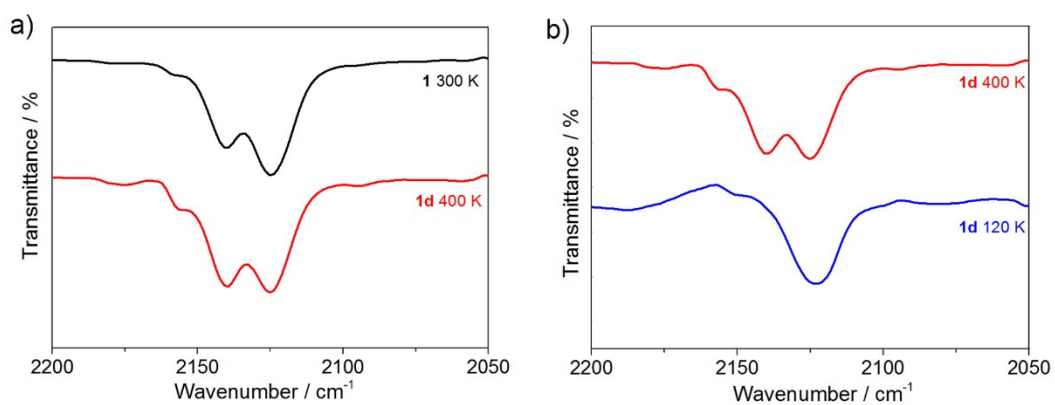 a)
Transmittance / %
1 300 K
1d 400 K
2200
2150
2100
2050
Wavenumber / cm-1
b)
Transmittance / %
1d 400 K
1d 120 K
2200
2150
2100
2050
Wavenumber / cm-1